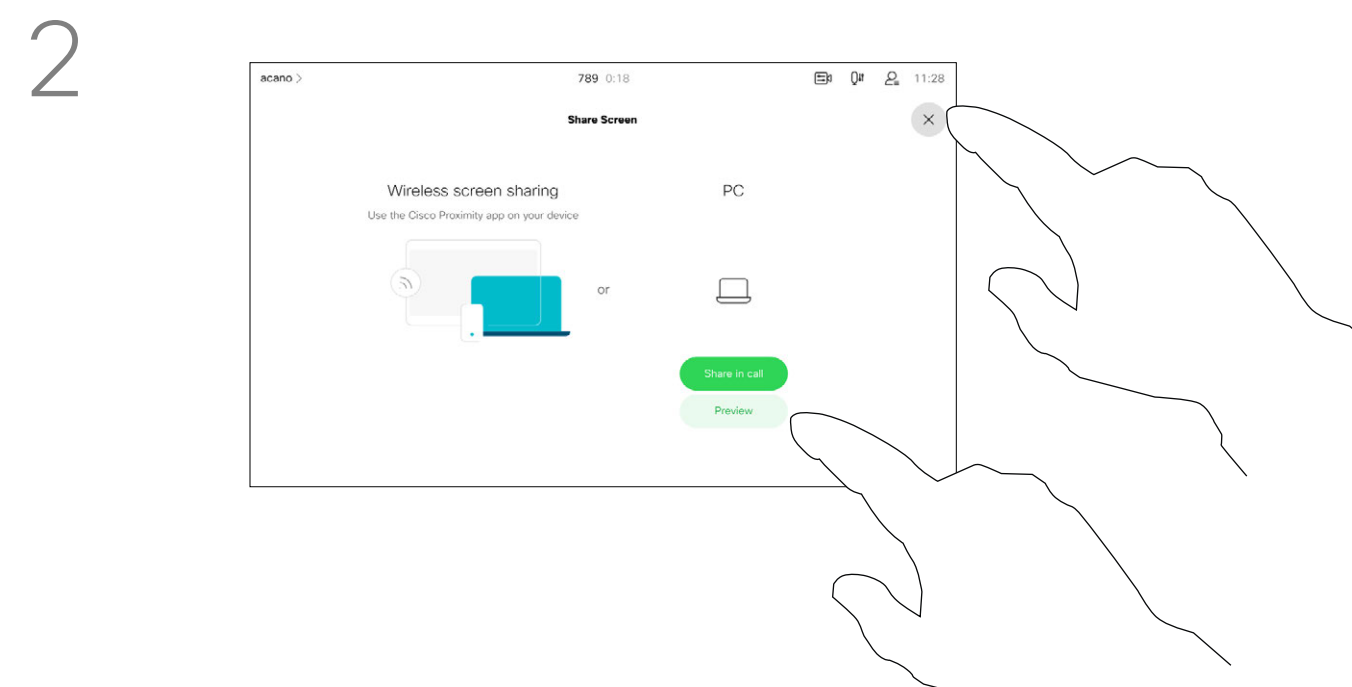 2
acano >
789 0:18
11:28
Share Screen
Wireless screen sharing
Use the Cisco Proximity app on your device
PC
or
Share in call
Preview